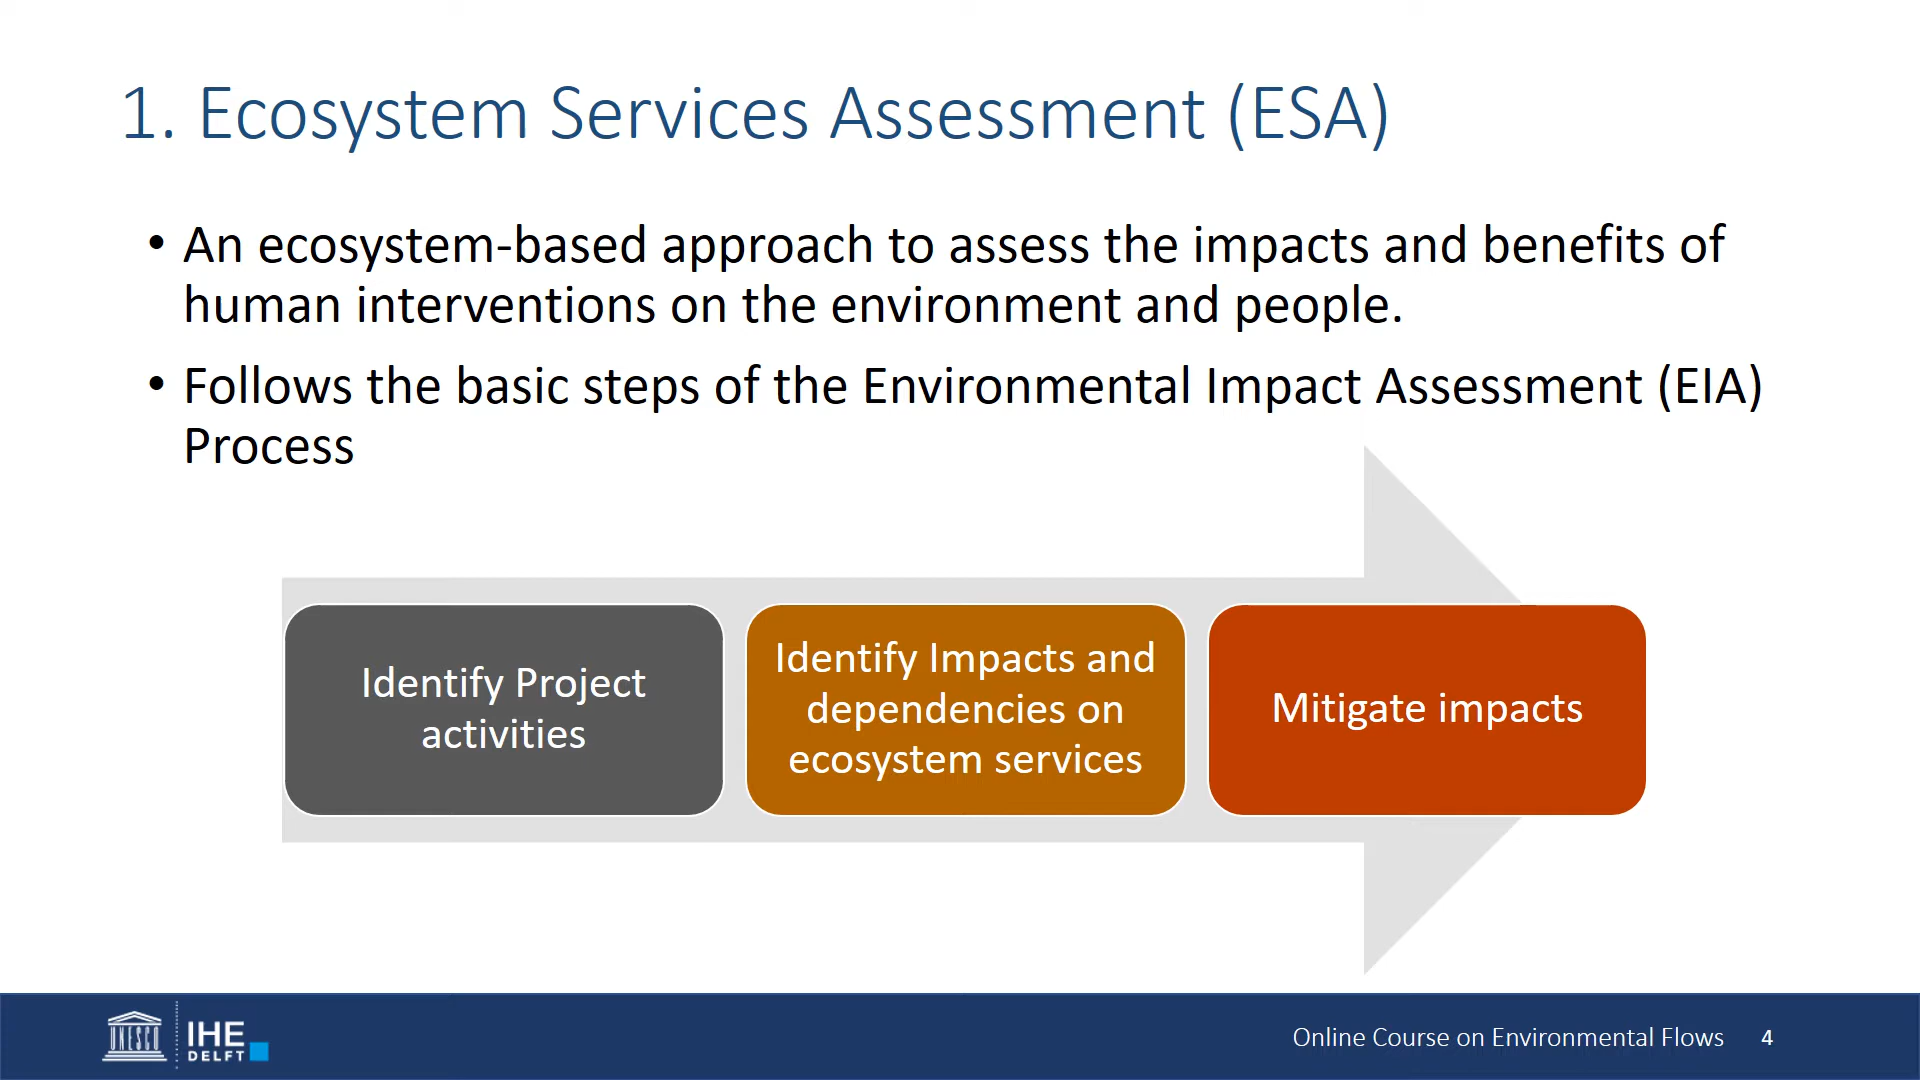 1. Ecosystem Services Assessment (ESA)
• An ecosystem-based approach to assess the impacts and benefits of
human interventions on the environment and people.
• Follows the basic steps of the Environmental Impact Assessment (EIA)
Process
Identify Project
activities
Identify Impacts and
dependencies on
ecosystem services
Mitigate impacts
UNESCO
IHE
DELFT
Online Course on Environmental Flows 4